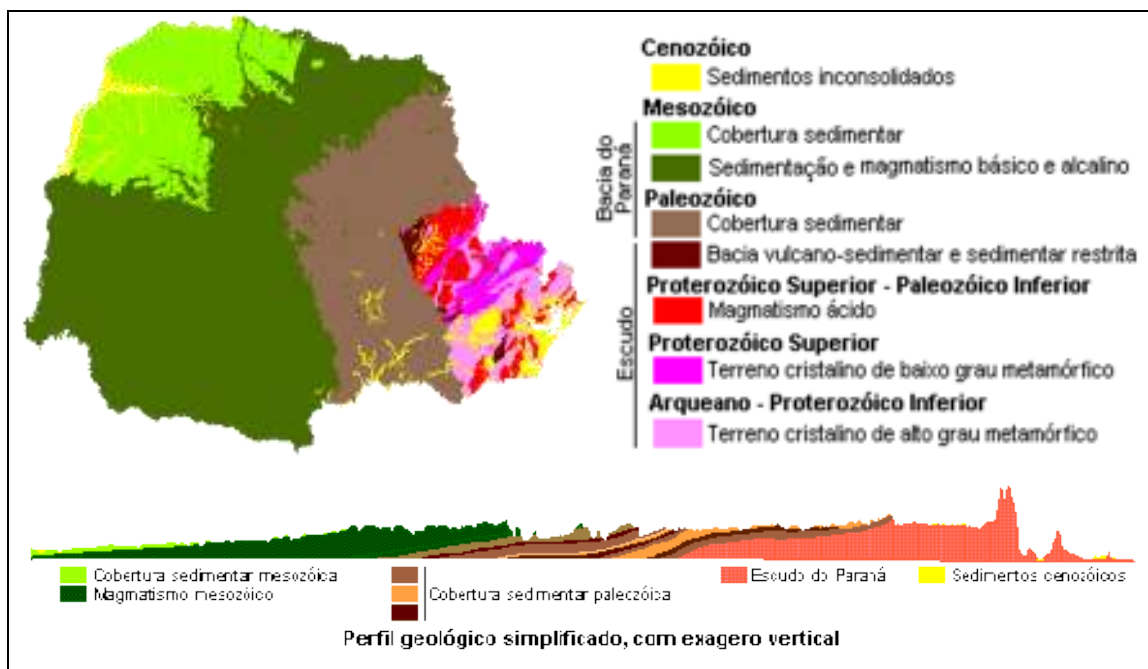 Cenozóico
Sedimentos inconsolidados
Mesozóico
Cobertura sedimentar
Sedimentação e magmatismo básico e alcalino
Bacia do
Paraná
Paleozóico
Cobertura sedimentar
Bacia vulcano-sedimentar e sedimentar restrita
Escudo
Proterozóico Superior - Paleozóico Inferior
Magmatismo ácido
Proterozóico Superior
Terreno cristalino de baixo grau metamórfico
Arqueano - Proterozóico Inferior
Terreno cristalino de alto grau metamórfico
Cobertura sedimentar mesozóica
Magmatismo mesozóico
Cobertura sedimentar paleozóica
Escudo do Paraná
Sedimertos cenozóicos
Perfil geológico simplificado, com exagero vertical